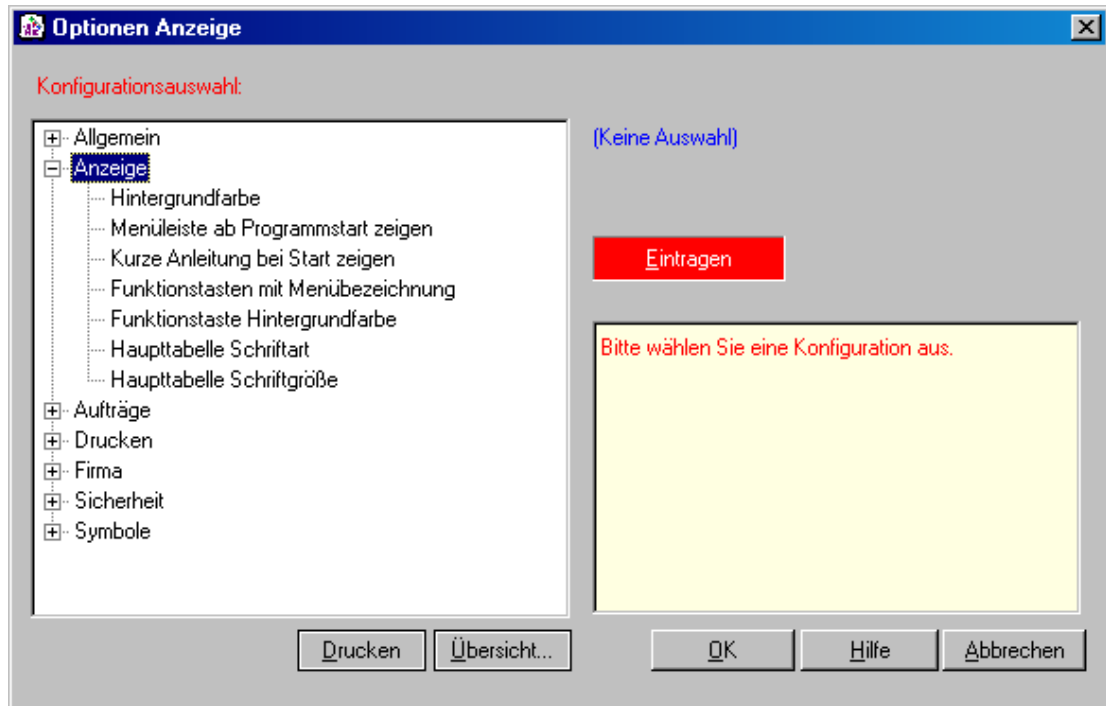 Optionen Anzeige
Konfigurationsauswahl:
Allgemein
Anzeige
Hintergrundfarbe
Menüleiste ab Programmstart zeigen
Kurze Anleitung bei Start zeigen
Funktionstasten mit Menübezeichnung
Funktionstaste Hintergrundfarbe
Haupttabelle Schriftart
Haupttabelle Schriftgröße
Aufträge
Drucken
Firma
Sicherheit
Symbole
(Keine Auswahl)
Eintragen
Bitte wählen Sie eine Konfiguration aus.
Drucken Übersicht... OK Hilfe Abbrechen